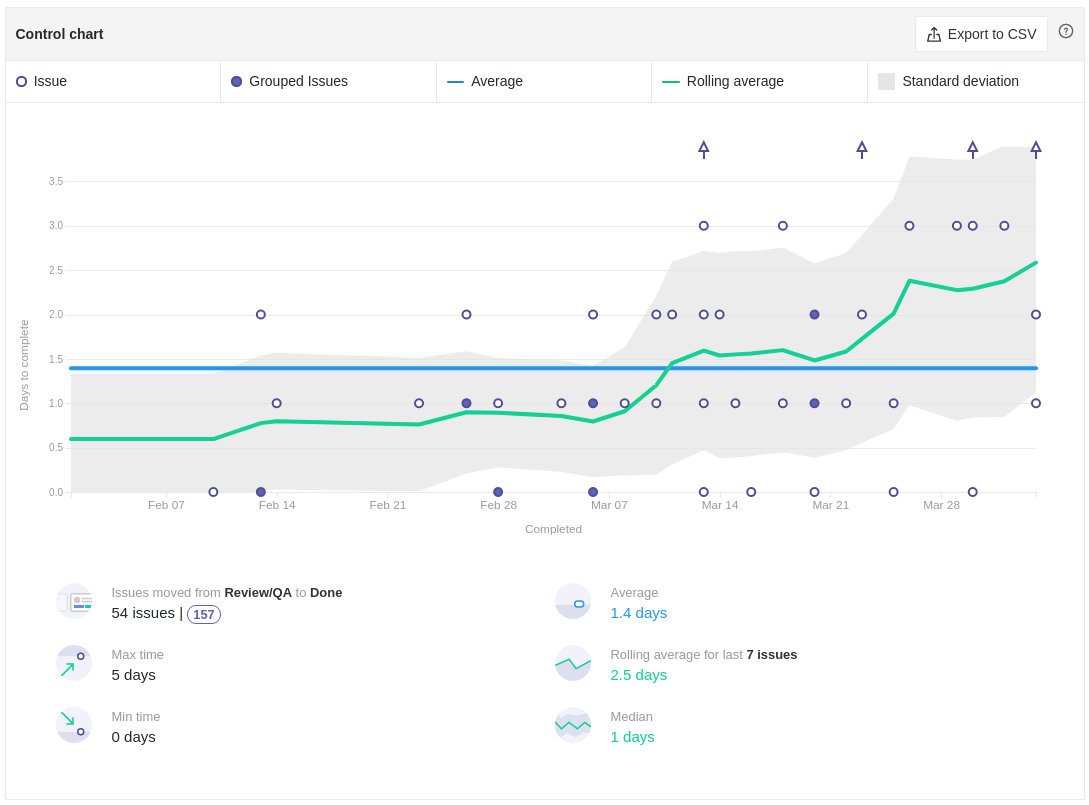 Control chart
Export to CSV
?
Issue
Grouped Issues
Average
Rolling average
Standard deviation
3.5
3.0
2.5
2.0
1.5
1.0
0.5
0.0
Days to complete
Feb 07
Feb 14
Feb 21
Feb 28
Mar 07
Mar 14
Mar 21
Mar 28
Completed
Issues moved from Review/QA to Done
54 issues | 157
Average
1.4 days
Max time
5 days
Rolling average for last 7 issues
2.5 days
Min time
0 days
Median
1 days